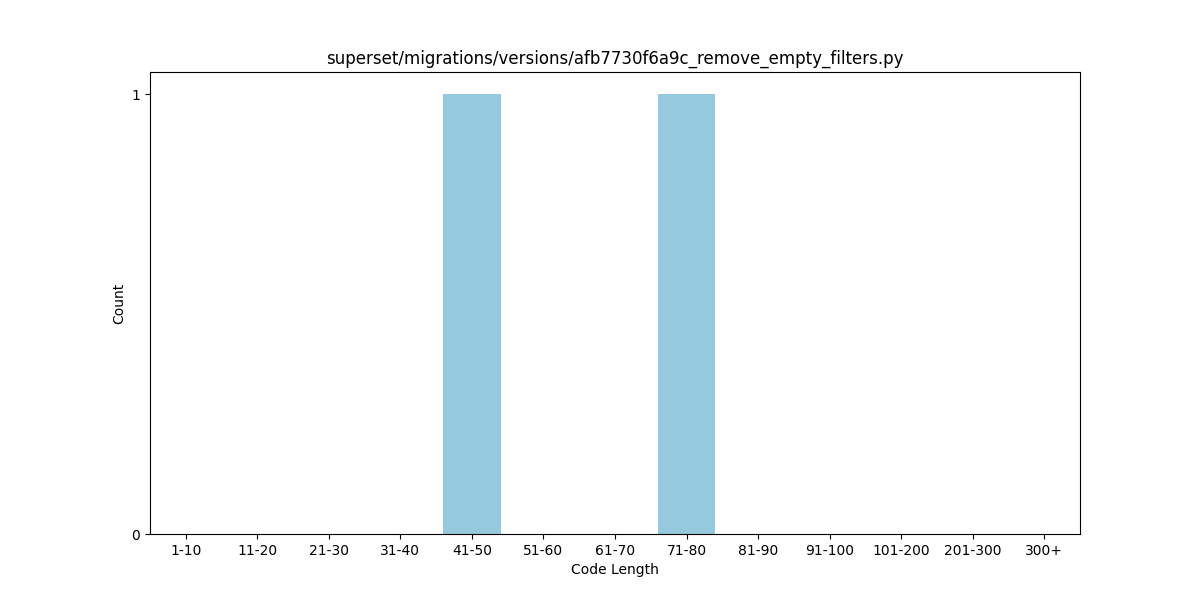 superset/migrations/versions/afb7730f6a9c_remove_empty_filters.py
1
Count
0
1-10 11-20 21-30 31-40 41-50 51-60 61-70 71-80 81-90 91-100 101-200 201-300 300+
Code Length